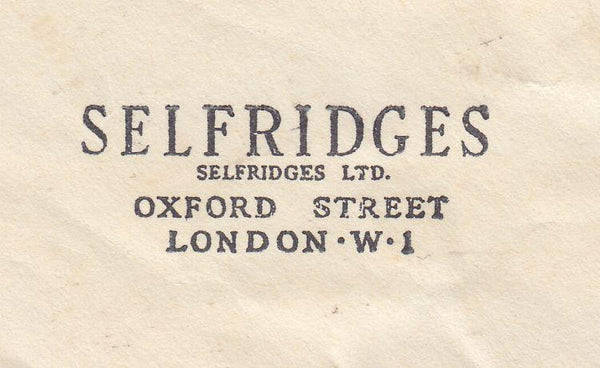 SELFRIDGES
SELFRIDGES LTD.
OXFORD STREET
LONDON·W·1